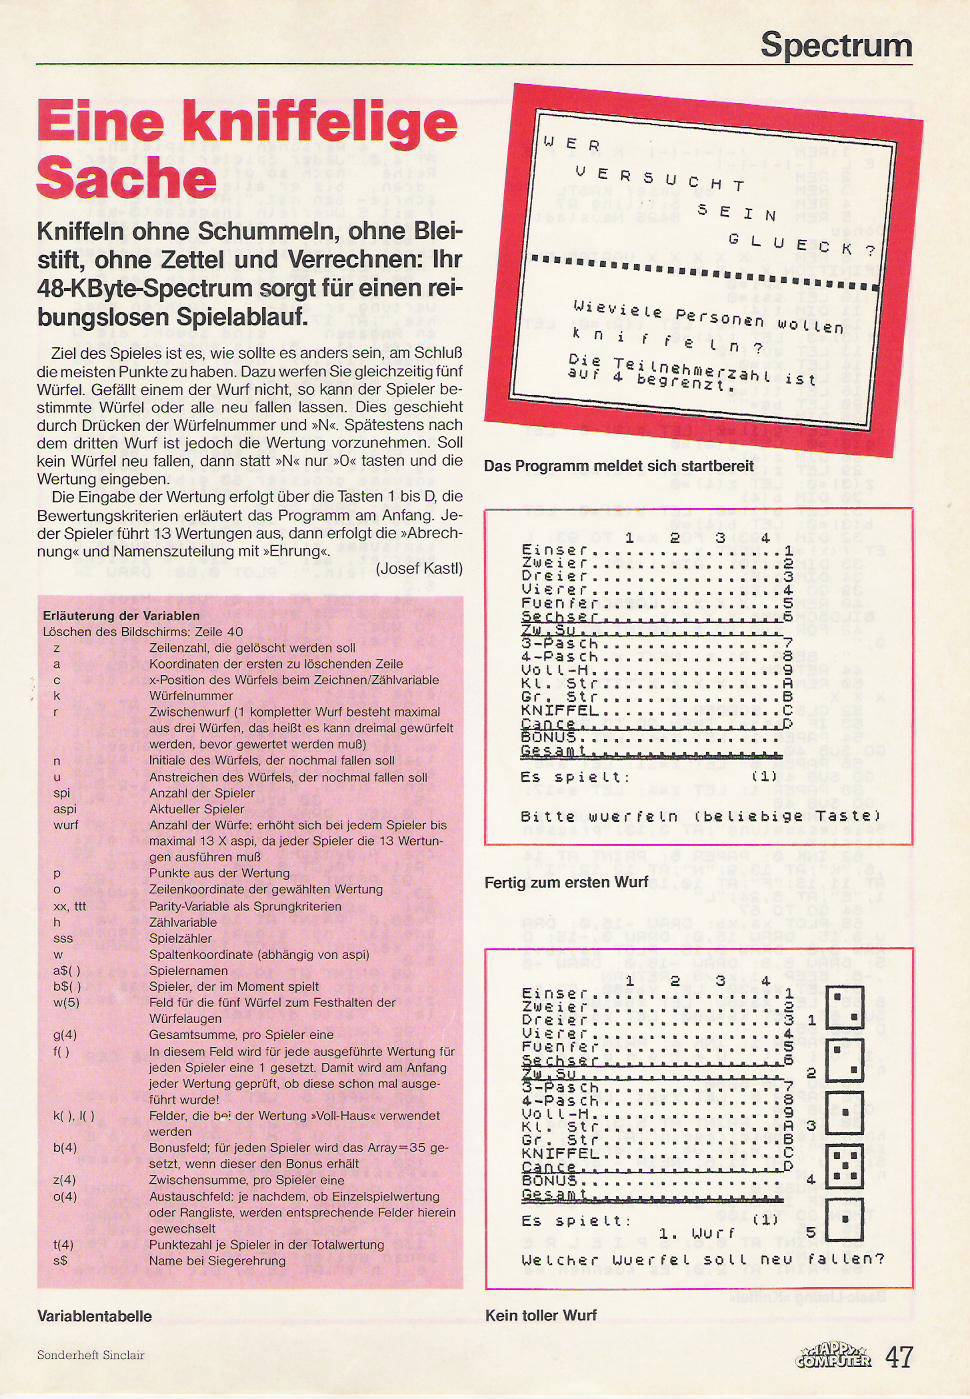 Spectrum
Eine kniffelige
Sache
Kniffeln ohne Schummeln, ohne Blei-
stift, ohne Zettel und Verrechnen: Ihr
48-KByte-Spectrum sorgt für einen rei-
bungslosen Spielablauf.
Ziel des Spieles ist es, wie sollte es anders sein, am Schluß
die meisten Punkte zu haben. Dazu werfen Sie gleichzeitig fünf
Würfel. Gefällt einem der Wurf nicht, so kann der Spieler be-
stimmte Würfel oder alle neu fallen lassen. Dies geschieht
durch Drücken der Würfelnummer und »N«. Spätestens nach
dem dritten Wurf ist jedoch die Wertung vorzunehmen. Soll
kein Würfel neu fallen, dann statt »N« nur »0« tasten und die
Wertung eingeben.
Die Eingabe der Wertung erfolgt über die Tasten 1 bis D, die
Bewertungskriterien erläutert das Programm am Anfang. Je-
der Spieler führt 13 Wertungen aus, dann erfolgt die »Abrech-
nung« und Namenszuteilung mit »Ehrung«.
(Josef Kastl)
Erläuterung der Variablen
Löschen des Bildschirms: Zeile 40
z Zeilenzahl, die gelöscht werden soll
a Koordinaten der ersten zu löschenden Zeile
c x-Position des Würfels beim Zeichnen/Zählvariable
k Würfelnummer
r Zwischenwurf (1 kompletter Wurf besteht maximal
aus drei Würfen, das heißt es kann dreimal gewürfelt
werden, bevor gewertet werden muß)
n Initiale des Würfels, der nochmal fallen soll
u Anstreichen des Würfels, der nochmal fallen soll
spi Anzahl der Spieler
aspi Aktueller Spieler
wurf Anzahl der Würfe: erhöht sich bei jedem Spieler bis
maximal 13 X aspi, da jeder Spieler die 13 Wertun-
gen ausführen muß
p Punkte aus der Wertung
o Zeilenkoordinate der gewählten Wertung
xx, ttt Parity-Variable als Sprungkriterien
h Zählvariable
sss Spielzähler
w Spaltenkoordinate (abhängig von aspi)
a$( ) Spielernamen
b$( ) Spieler, der im Moment spielt
w(5) Feld für die fünf Würfel zum Festhalten der
Würfelaugen
g(4) Gesamtsumme, pro Spieler eine
f( ) In diesem Feld wird für jede ausgeführte Wertung für
jeden Spieler eine 1 gesetzt. Damit wird am Anfang
jeder Wertung geprüft, ob diese schon mal ausge-
führt wurde!
k( ), l( ) Felder, die bei der Wertung »Voll-Haus« verwendet
werden
b(4) Bonusfeld; für jeden Spieler wird das Array=35 ge-
setzt, wenn dieser den Bonus erhält
z(4) Zwischensumme, pro Spieler eine
o(4) Austauschfeld: je nachdem, ob Einzelspielwertung
oder Rangliste, werden entsprechende Felder hierein
gewechselt
t(4) Punktezahl je Spieler in der Totalwertung
s$ Name bei Siegerehrung
Variablentabelle
WER
VERSUCHT
SEIN
GLUECK?
Wieviele Personen wollen
k n i f f e l n ?
Die Teilnehmerzahl ist
auf 4 begrenzt.
Das Programm meldet sich startbereit
1 2 3 4
Einser.................1
Zweier.................2
Dreier.................3
Vierer.................4
Fuenfer................5
Sechser................6
Zw.Su..................
3-Pasch................7
4-Pasch................8
Voll-H.................9
Kl. Str................A
Gr. Str................B
KNIFFEL................C
Cance..................D
BONUS..................
Gesamt.................
Es spielt: (1)
Bitte wuerfeln (beliebige Taste)
Fertig zum ersten Wurf
1 2 3 4
Einser.................1
Zweier.................2
Dreier.................3 1
Vierer.................4
Fuenfer................5
Sechser................6
Zw.Su.................. 2
3-Pasch................7
4-Pasch................8
Voll-H.................9
Kl. Str................A 3
Gr. Str................B
KNIFFEL................C
Cance..................D
BONUS.................. 4
Gesamt.................
Es spielt: (1)
1. Wurf 5
Welcher Wuerfel soll neu fallen?
Kein toller Wurf
Sonderheft Sinclair
HAPPY
COMPUTER 47